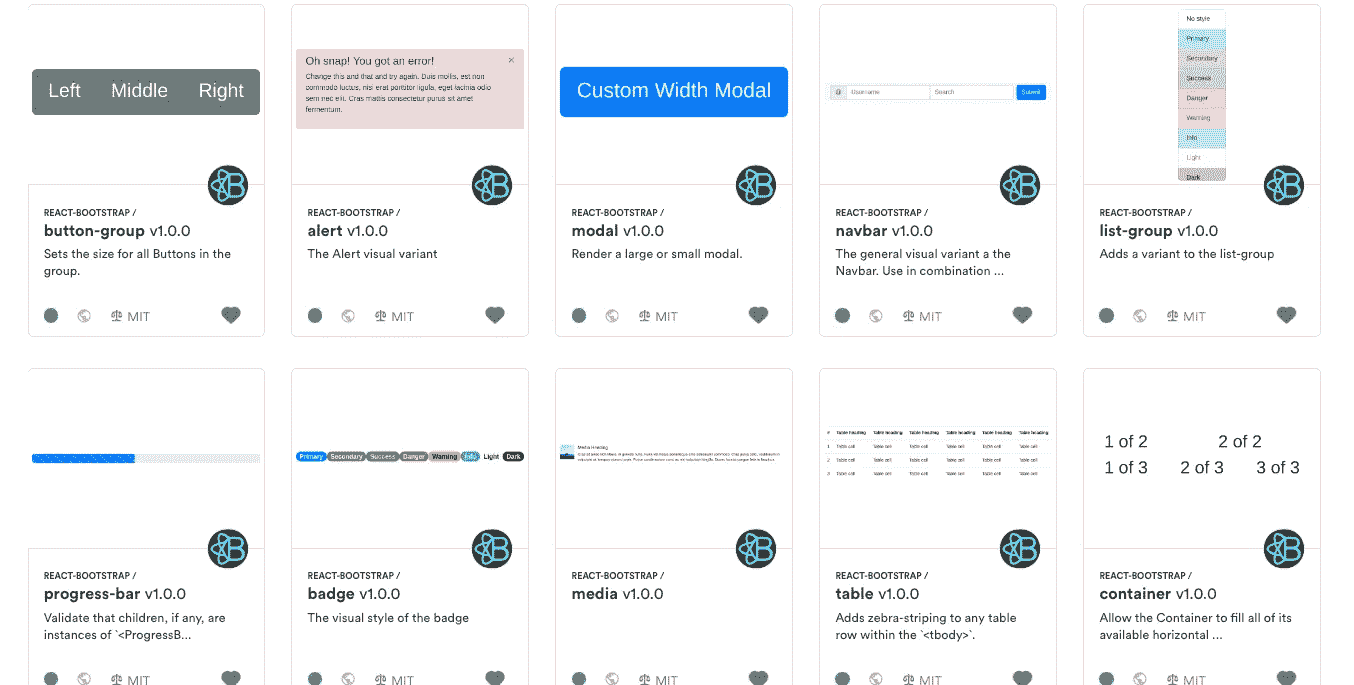 Left Middle Right
REACT-BOOTSTRAP /
button-group v1.0.0
Sets the size for all Buttons in the
group.
MIT
Oh snap! You got an error! ×
Change this and that and try again. Duis mollis, est non
commodo luctus, nisi erat porttitor ligula, eget lacinia odio
sem nec elit. Cras mattis consectetur purus sit amet
fermentum.
REACT-BOOTSTRAP /
alert v1.0.0
The Alert visual variant
MIT
Custom Width Modal
REACT-BOOTSTRAP /
modal v1.0.0
Render a large or small modal.
MIT
@ Username Search Submit
REACT-BOOTSTRAP /
navbar v1.0.0
The general visual variant a the
Navbar. Use in combination ...
MIT
No style
Primary
Secondary
Success
Danger
Warning
Info
Light
Dark
REACT-BOOTSTRAP /
list-group v1.0.0
Adds a variant to the list-group
MIT
REACT-BOOTSTRAP /
progress-bar v1.0.0
Validate that children, if any, are
instances of `<ProgressB...
MIT
Primary Secondary Success Danger Warning Info Light Dark
REACT-BOOTSTRAP /
badge v1.0.0
The visual style of the badge
MIT
Media Heading
REACT-BOOTSTRAP /
media v1.0.0
MIT
# Table heading Table heading Table heading Table heading Table heading Table heading
1 Table cell Table cell Table cell Table cell Table cell Table cell
2 Table cell Table cell Table cell Table cell Table cell Table cell
3 Table cell Table cell Table cell Table cell Table cell Table cell
REACT-BOOTSTRAP /
table v1.0.0
Adds zebra-striping to any table
row within the `<tbody>`.
MIT
1 of 2 2 of 2
1 of 3 2 of 3 3 of 3
REACT-BOOTSTRAP /
container v1.0.0
Allow the Container to fill all of its
available horizontal ...
MIT